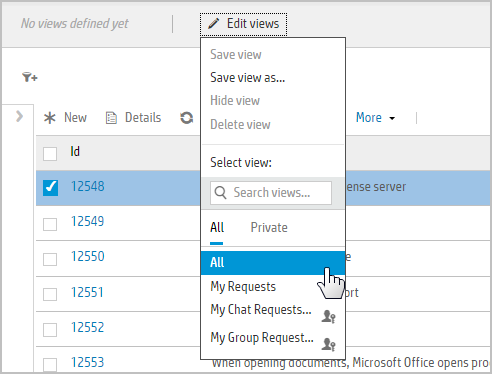 No views defined yet
Edit views
Save view
Save view as...
Hide view
Delete view
Select view:
Search views...
All Private
All
My Requests
My Chat Requests...
My Group Request...
New Details More
Id
12548 ense server
12549
12550
12551 ort
12552
12553 When opening documents, Microsoft Office opens pro